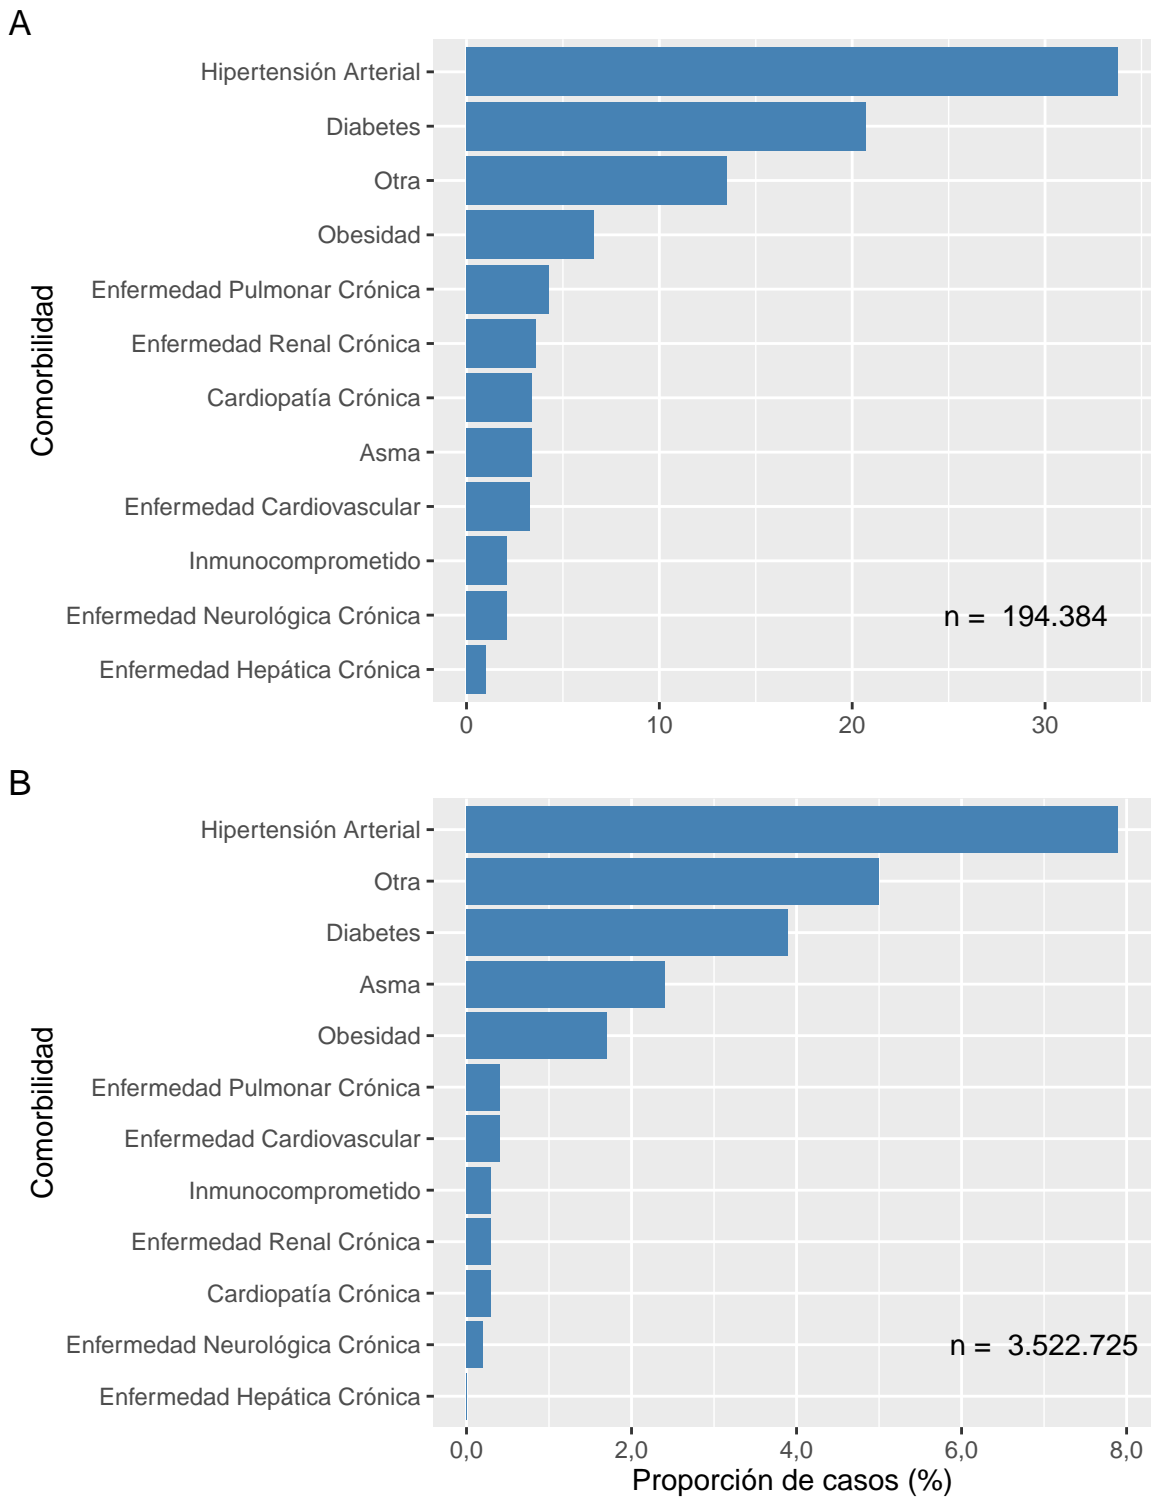 A
Hipertensión Arterial
Diabetes
Otra
Obesidad
Enfermedad Pulmonar Crónica
Enfermedad Renal Crónica
Cardiopatía Crónica
Asma
Enfermedad Cardiovascular
Inmunocomprometido
Enfermedad Neurológica Crónica
Enfermedad Hepática Crónica
Comorbilidad
n = 194.384
0 10 20 30
B
Hipertensión Arterial
Otra
Diabetes
Asma
Obesidad
Enfermedad Pulmonar Crónica
Enfermedad Cardiovascular
Inmunocomprometido
Enfermedad Renal Crónica
Cardiopatía Crónica
Enfermedad Neurológica Crónica
Enfermedad Hepática Crónica
Comorbilidad
n = 3.522.725
0,0 2,0 4,0 6,0 8,0
Proporción de casos (%)